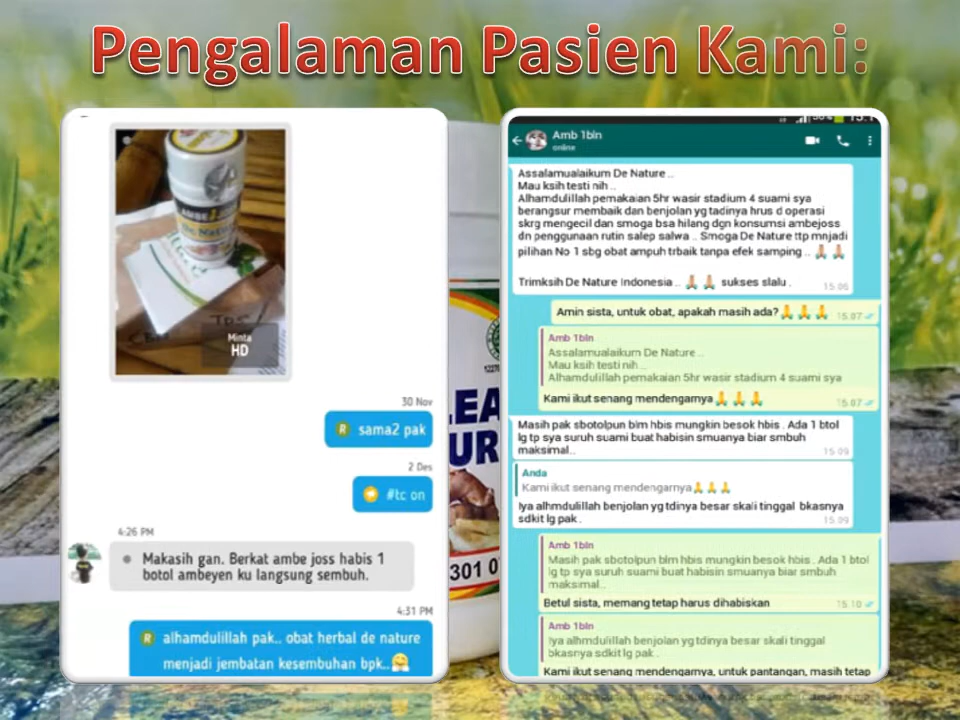 Pengalaman Pasien Kami:
AMBEJ
De Nature
Minta
HD
30 Nov
R sama2 pak
2 Des
#tc on
4:26 PM
Makasih gan. Berkat ambe joss habis 1
botol ambeyen ku langsung sembuh.
4:31 PM
R alhamdulillah pak.. obat herbal de nature
menjadi jembatan kesembuhan bpk..🤗
LEA
UR
301 0
Amb 1bln
online
Assalamualaikum De Nature ..
Mau ksih testi nih ..
Alhamdulillah pemakaian 5hr wasir stadium 4 suami sya
berangsur membaik dan benjolan yg tadinya hrus d operasi
skrg mengecil dan smoga bsa hilang dgn konsumsi ambejoss
dn penggunaan rutin salep salwa .. Smoga De Nature ttp mnjadi
pilihan No 1 sbg obat ampuh trbaik tanpa efek samping .. 🙏🙏
Trimksih De Nature Indonesia .. 🙏🙏 sukses slalu .
15.06
Amin sista, untuk obat, apakah masih ada?🙏🙏🙏 15.07
Amb 1bln
Assalamualaikum De Nature ..
Mau ksih testi nih ..
Alhamdulillah pemakaian 5hr wasir stadium 4 suami sya
Kami ikut senang mendengarnya🙏🙏🙏 15.07
Masih pak sbotolpun blm hbis mungkin besok hbis . Ada 1 btol
lg tp sya suruh suami buat habisin smuanya biar smbuh
maksimal..
15.09
Anda
Kami ikut senang mendengarnya🙏🙏🙏
Iya alhmdulillah benjolan yg tdinya besar skali tinggal bkasnya
sdkit lg pak .
15.09
Amb 1bln
Masih pak sbotolpun blm hbis mungkin besok hbis . Ada 1 btol
lg tp sya suruh suami buat habisin smuanya biar smbuh
maksimal..
Betul sista, memang tetap harus dihabiskan 15.10
Amb 1bln
Iya alhmdulillah benjolan yg tdinya besar skali tinggal
bkasnya sdkit lg pak .
Kami ikut senang mendengarnya, untuk pantangan, masih tetap